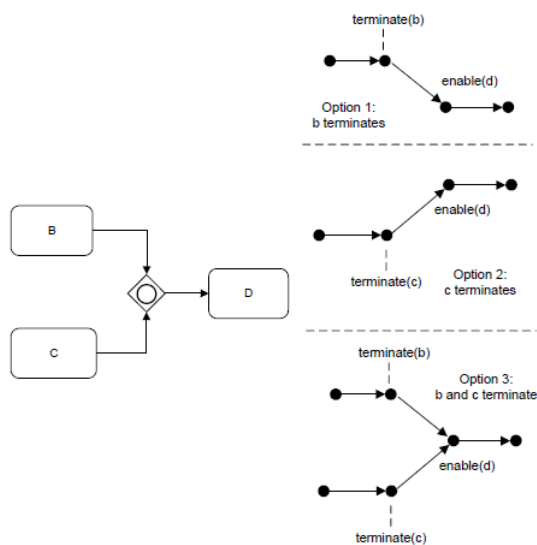 B
C
D
terminate(b)
enable(d)
Option 1:
b terminates
enable(d)
terminate(c)
Option 2:
c terminates
terminate(b)
Option 3:
b and c terminate
enable(d)
terminate(c)